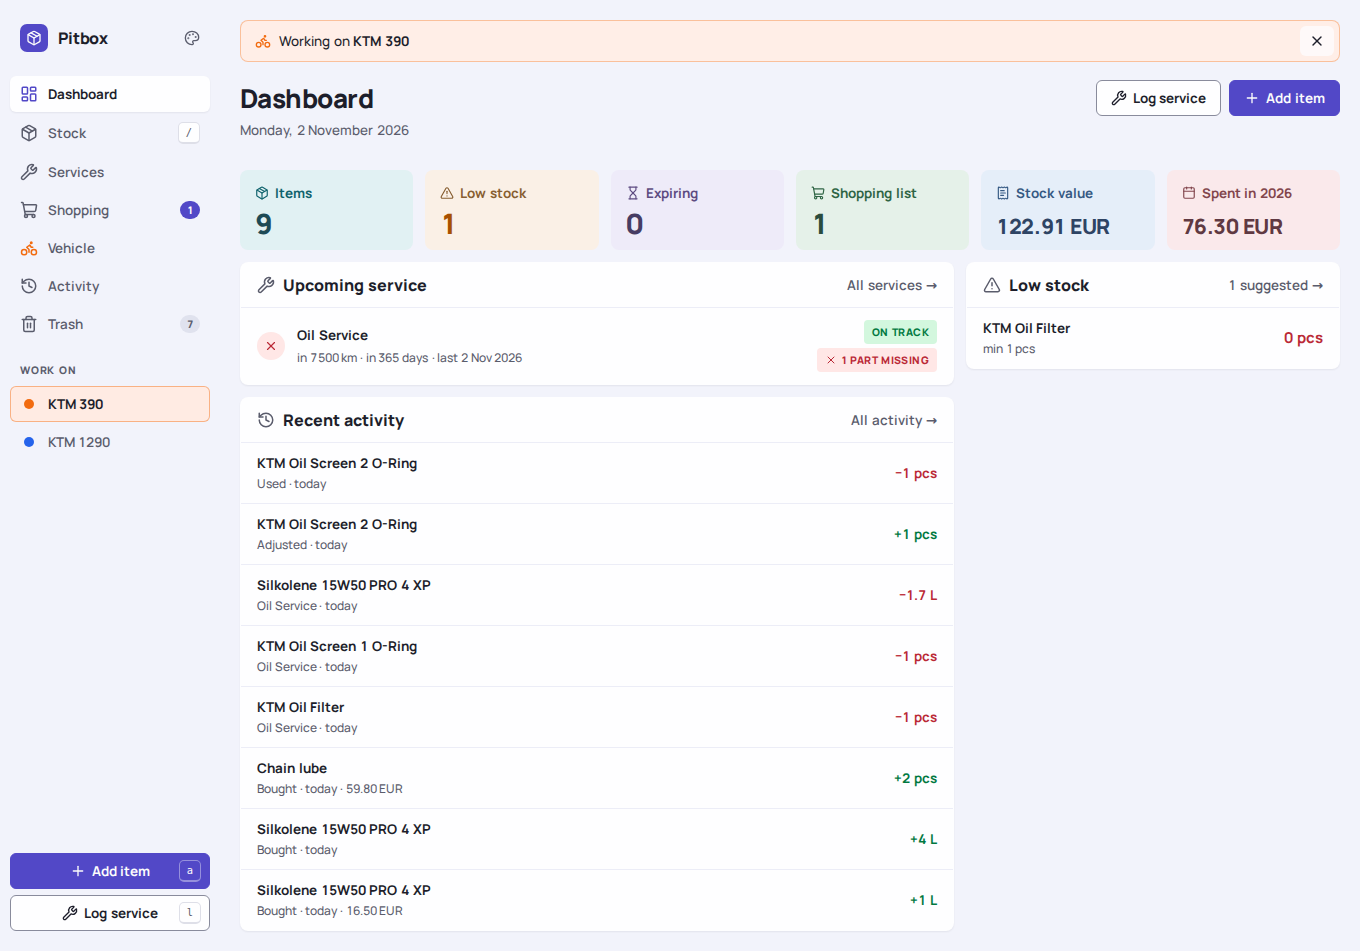 Pitbox
Dashboard
Stock /
Services
Shopping 1
Vehicle
Activity
Trash 7
WORK ON
KTM 390
KTM 1290
Add item a
Log service l
Working on KTM 390
Dashboard
Monday, 2 November 2026
Log service
Add item
Items
9
Low stock
1
Expiring
0
Shopping list
1
Stock value
122.91 EUR
Spent in 2026
76.30 EUR
Upcoming service
All services →
Oil Service
in 7 500 km · in 365 days · last 2 Nov 2026
ON TRACK
1 PART MISSING
Low stock
1 suggested →
KTM Oil Filter
min 1 pcs
0 pcs
Recent activity
All activity →
KTM Oil Screen 2 O-Ring
Used · today
−1 pcs
KTM Oil Screen 2 O-Ring
Adjusted · today
+1 pcs
Silkolene 15W50 PRO 4 XP
Oil Service · today
−1.7 L
KTM Oil Screen 1 O-Ring
Oil Service · today
−1 pcs
KTM Oil Filter
Oil Service · today
−1 pcs
Chain lube
Bought · today · 59.80 EUR
+2 pcs
Silkolene 15W50 PRO 4 XP
Bought · today
+4 L
Silkolene 15W50 PRO 4 XP
Bought · today · 16.50 EUR
+1 L